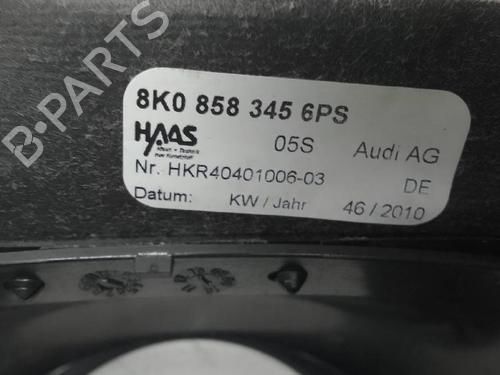 8K0 858 345 6PS
HAAS 05S Audi AG
Nr. HKR40401006-03 DE
Datum: KW / Jahr 46 / 2010
B-PARTS